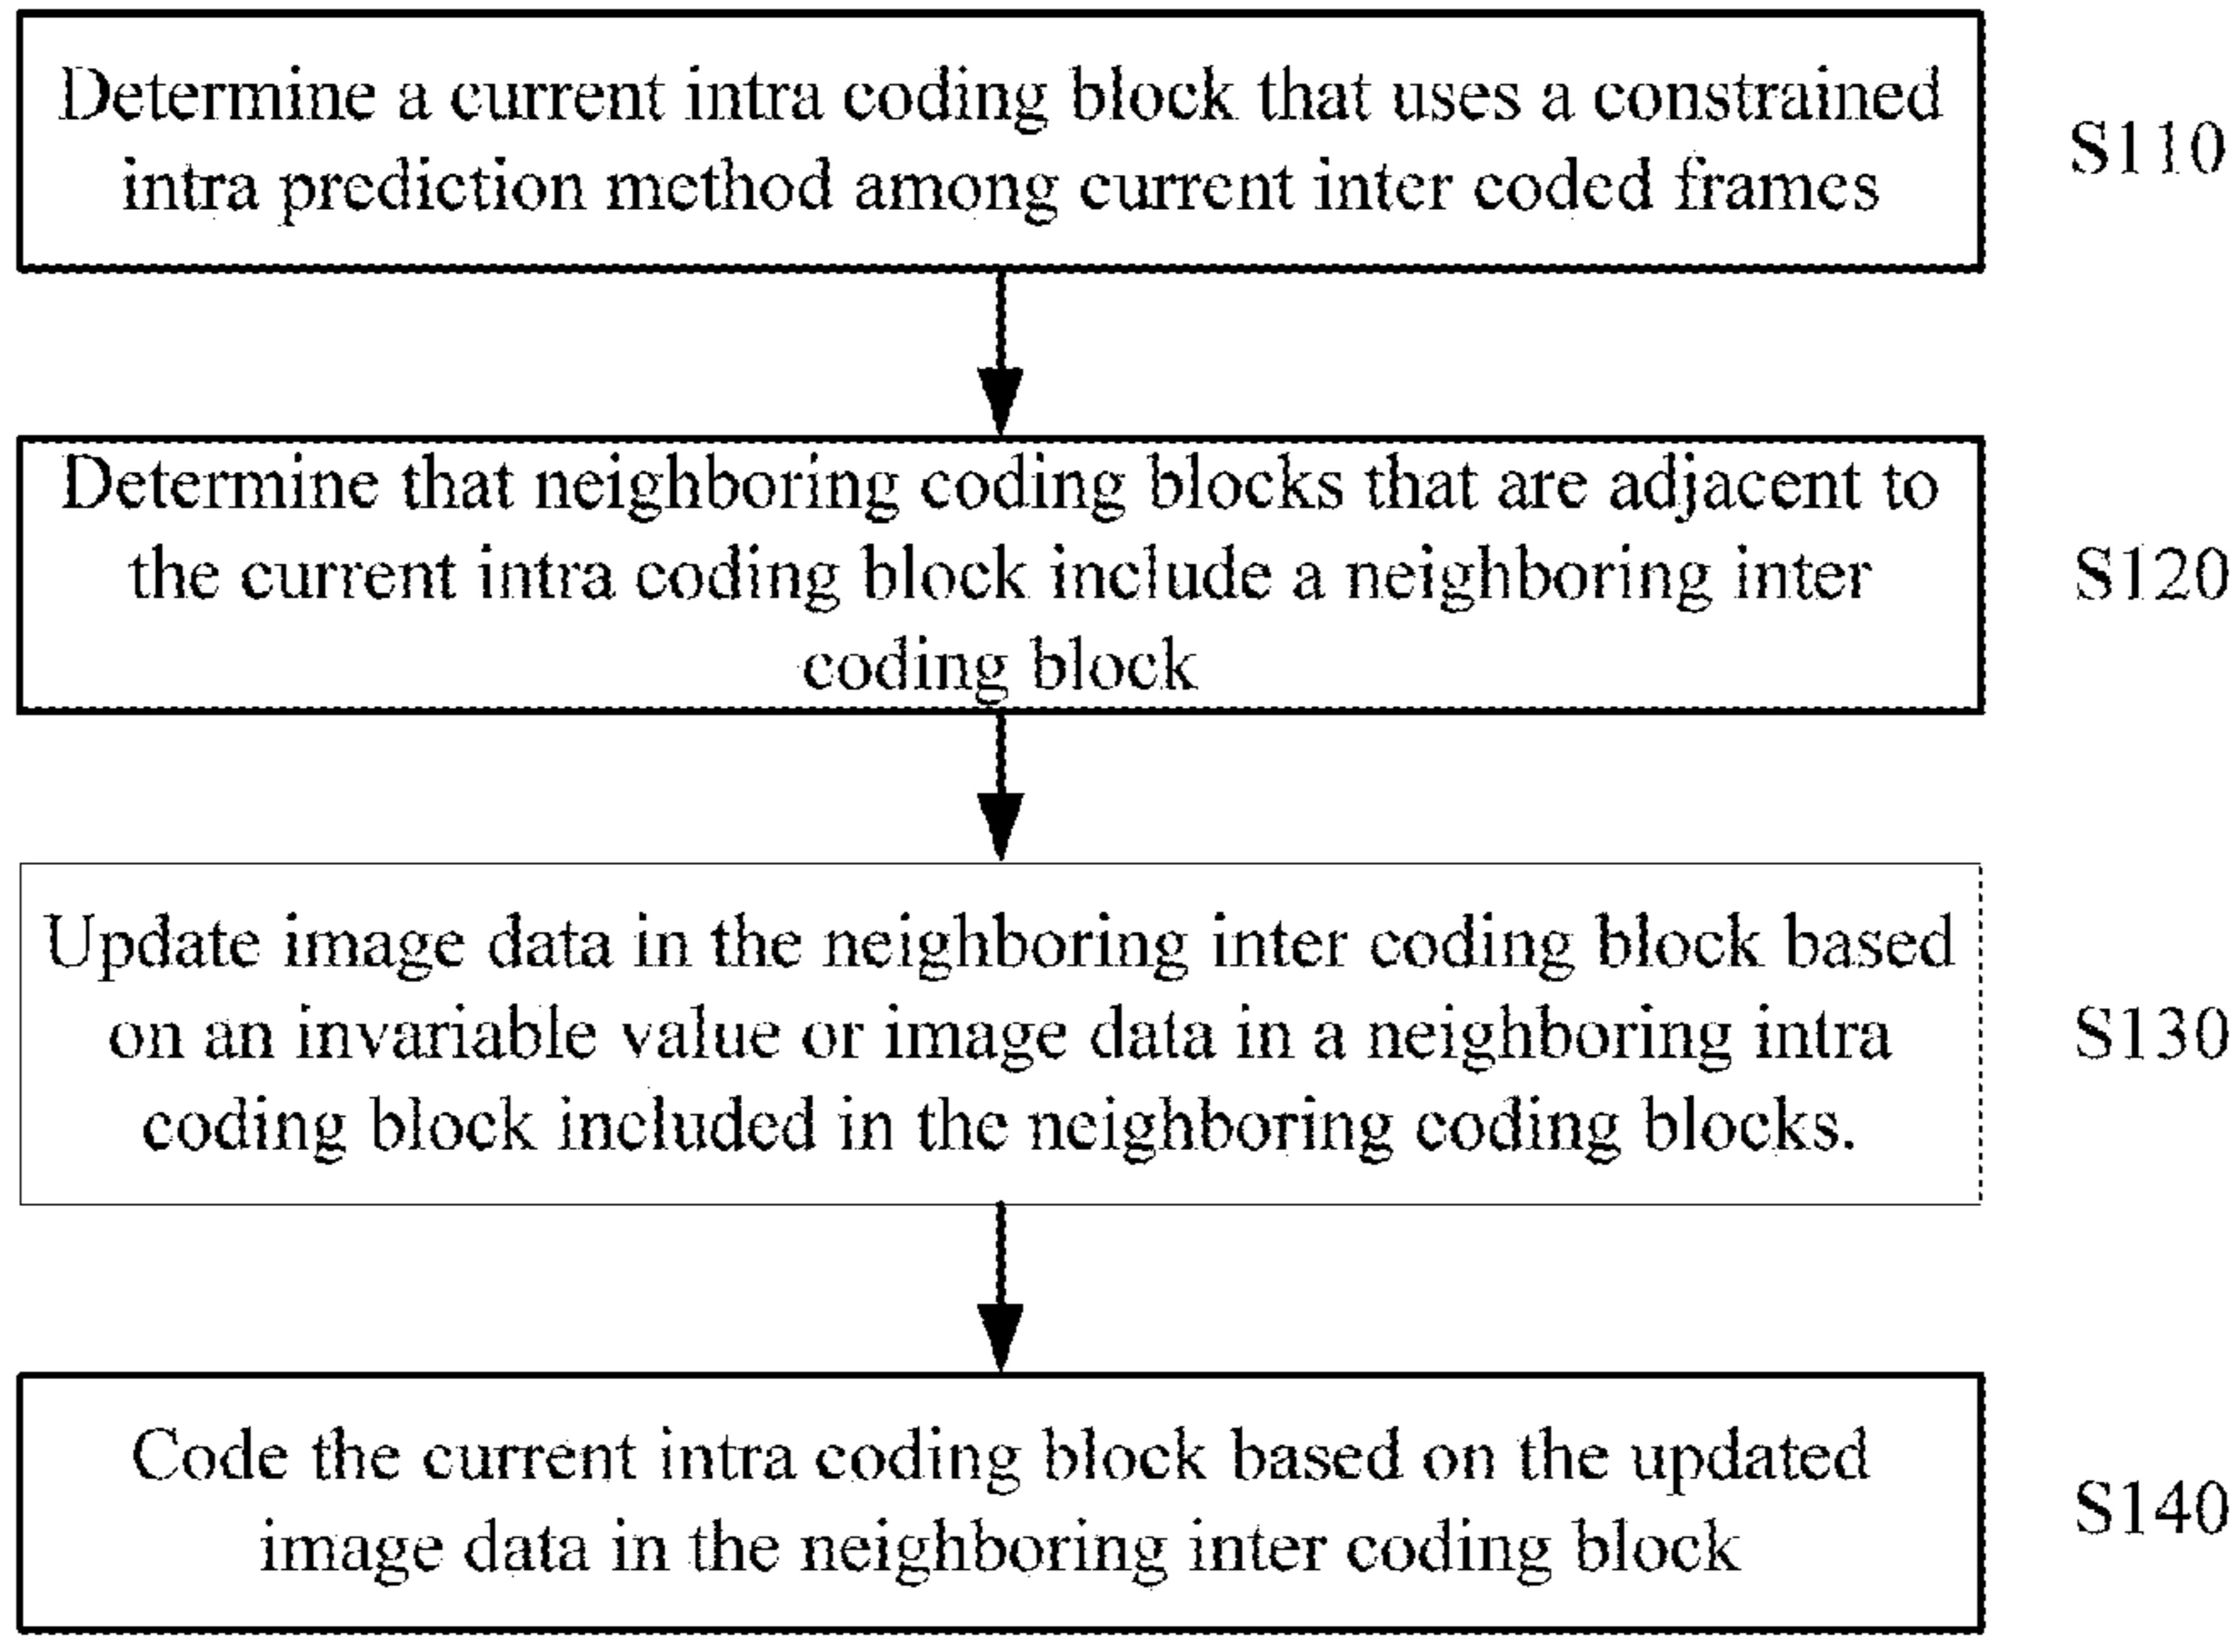 Determine a current intra coding block that uses a constrained
intra prediction method among current inter coded frames
S110
Determine that neighboring coding blocks that are adjacent to
the current intra coding block include a neighboring inter
coding block
S120
Update image data in the neighboring inter coding block based
on an invariable value or image data in a neighboring intra
coding block included in the neighboring coding blocks.
S130
Code the current intra coding block based on the updated
image data in the neighboring inter coding block
S140